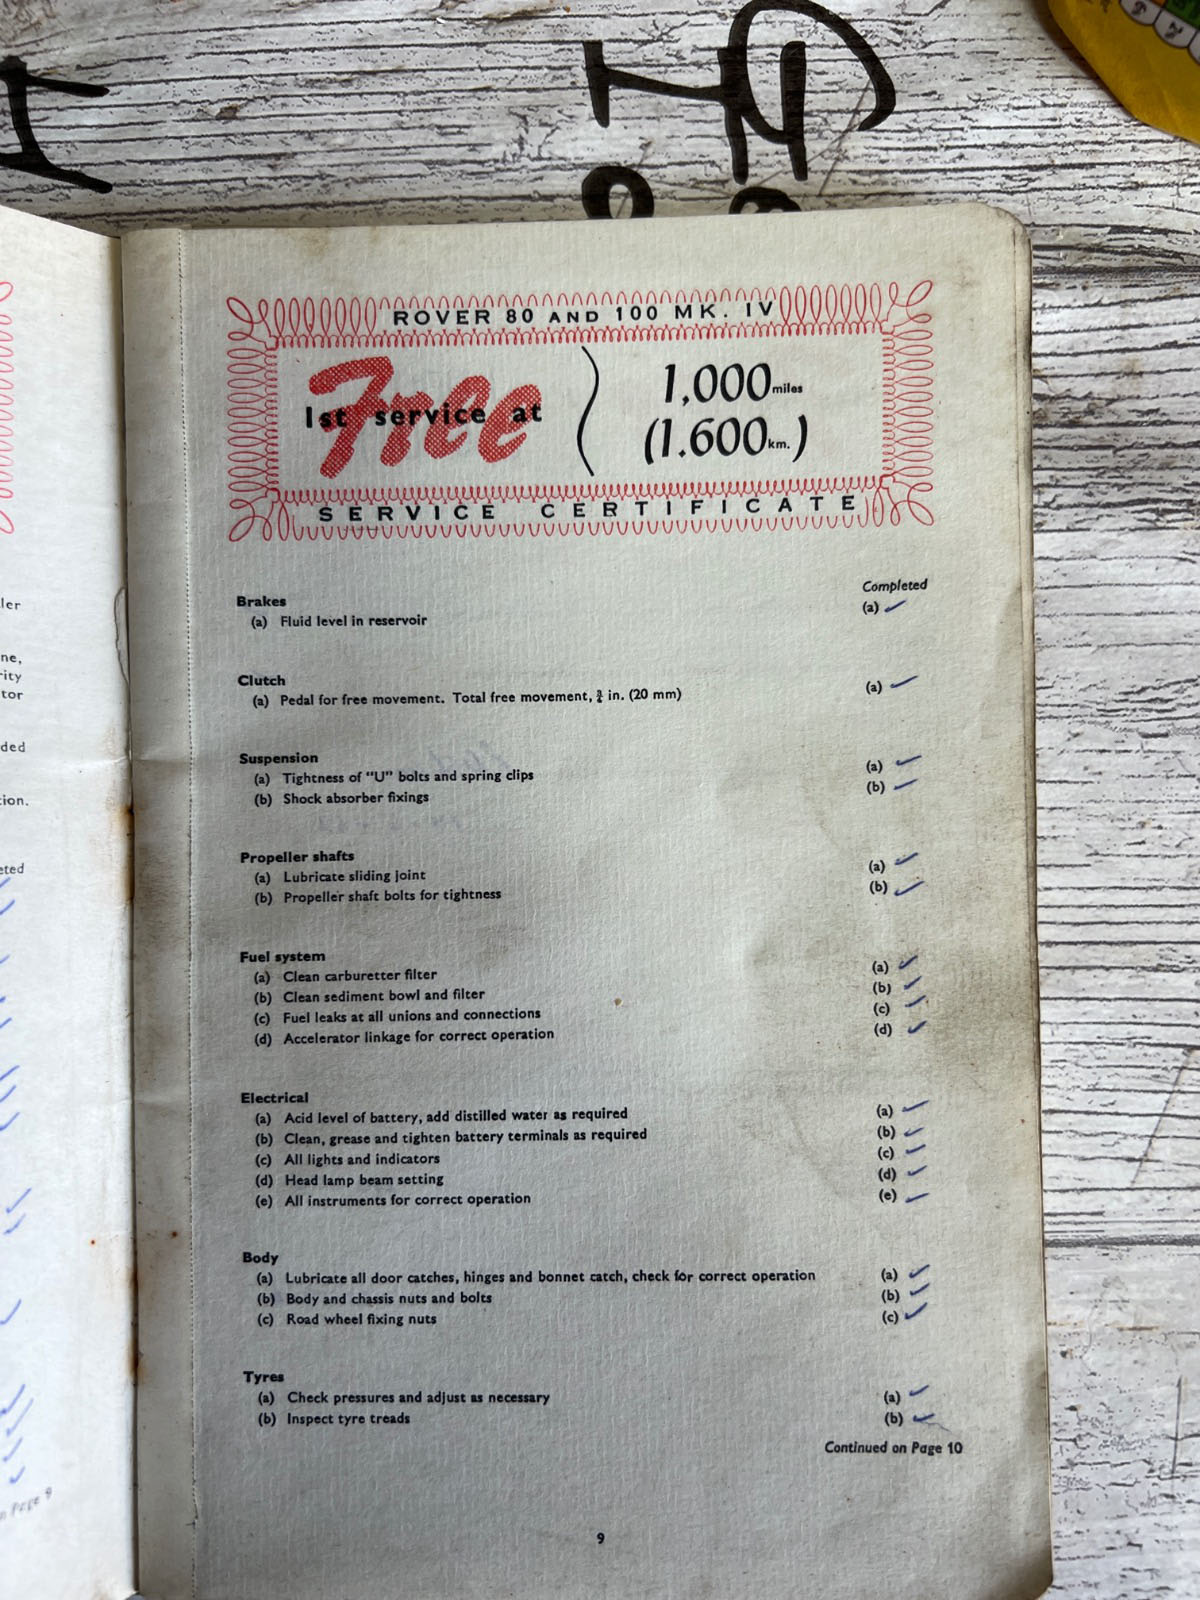 ROVER 80 AND 100 MK. IV
Free
1st service at
1,000 miles
(1.600 km.)
SERVICE CERTIFICATE
Completed
Brakes
(a) Fluid level in reservoir (a) ✓
Clutch
(a) Pedal for free movement. Total free movement, ¾ in. (20 mm) (a) ✓
Suspension
(a) Tightness of "U" bolts and spring clips (a) ✓
(b) Shock absorber fixings (b) ✓
Propeller shafts
(a) Lubricate sliding joint (a) ✓
(b) Propeller shaft bolts for tightness (b) ✓
Fuel system
(a) Clean carburetter filter (a) ✓
(b) Clean sediment bowl and filter (b) ✓
(c) Fuel leaks at all unions and connections (c) ✓
(d) Accelerator linkage for correct operation (d) ✓
Electrical
(a) Acid level of battery, add distilled water as required (a) ✓
(b) Clean, grease and tighten battery terminals as required (b) ✓
(c) All lights and indicators (c) ✓
(d) Head lamp beam setting (d) ✓
(e) All instruments for correct operation (e) ✓
Body
(a) Lubricate all door catches, hinges and bonnet catch, check for correct operation (a) ✓
(b) Body and chassis nuts and bolts (b) ✓
(c) Road wheel fixing nuts (c) ✓
Tyres
(a) Check pressures and adjust as necessary (a) ✓
(b) Inspect tyre treads (b) ✓
Continued on Page 10
9